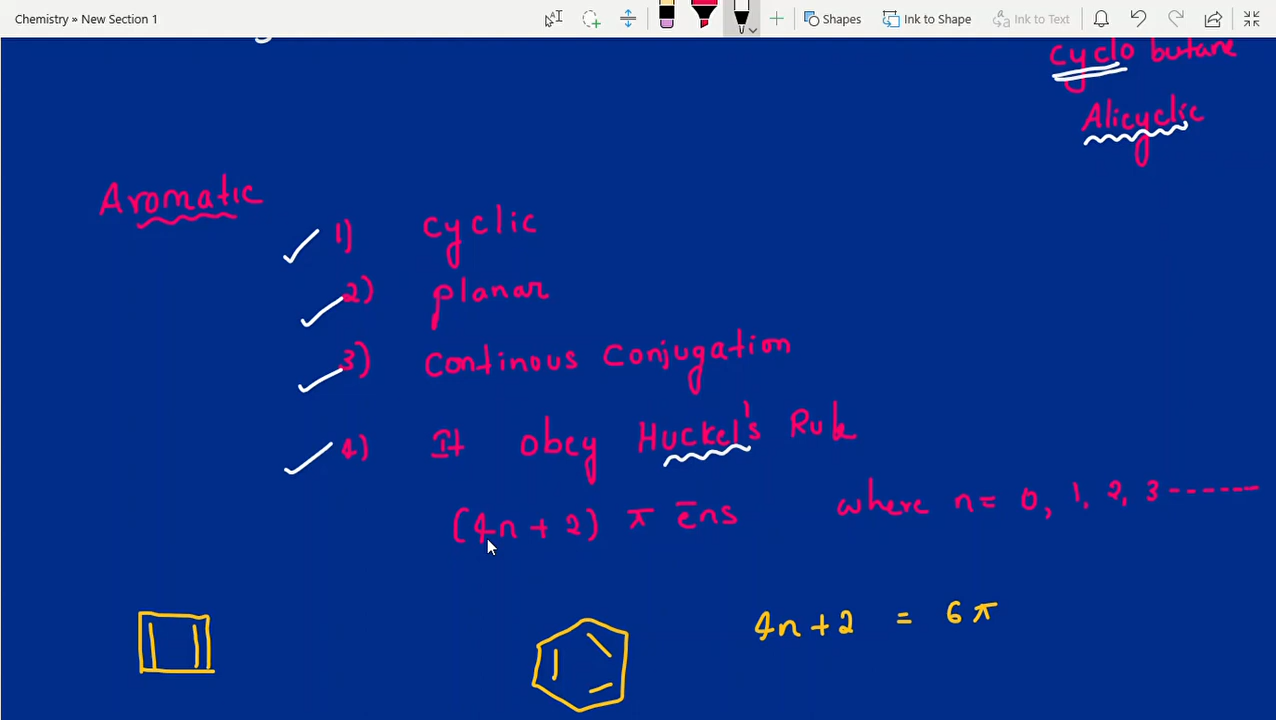 Chemistry » New Section 1
Shapes
Ink to Shape
Ink to Text
Cyclo butane
Alicyclic
Aromatic
1) Cyclic
2) planar
3) Continous Conjugation
4) It obey Huckel's Rule
(4n + 2) π ēns where n = 0, 1, 2, 3 -------
4n + 2 = 6 π